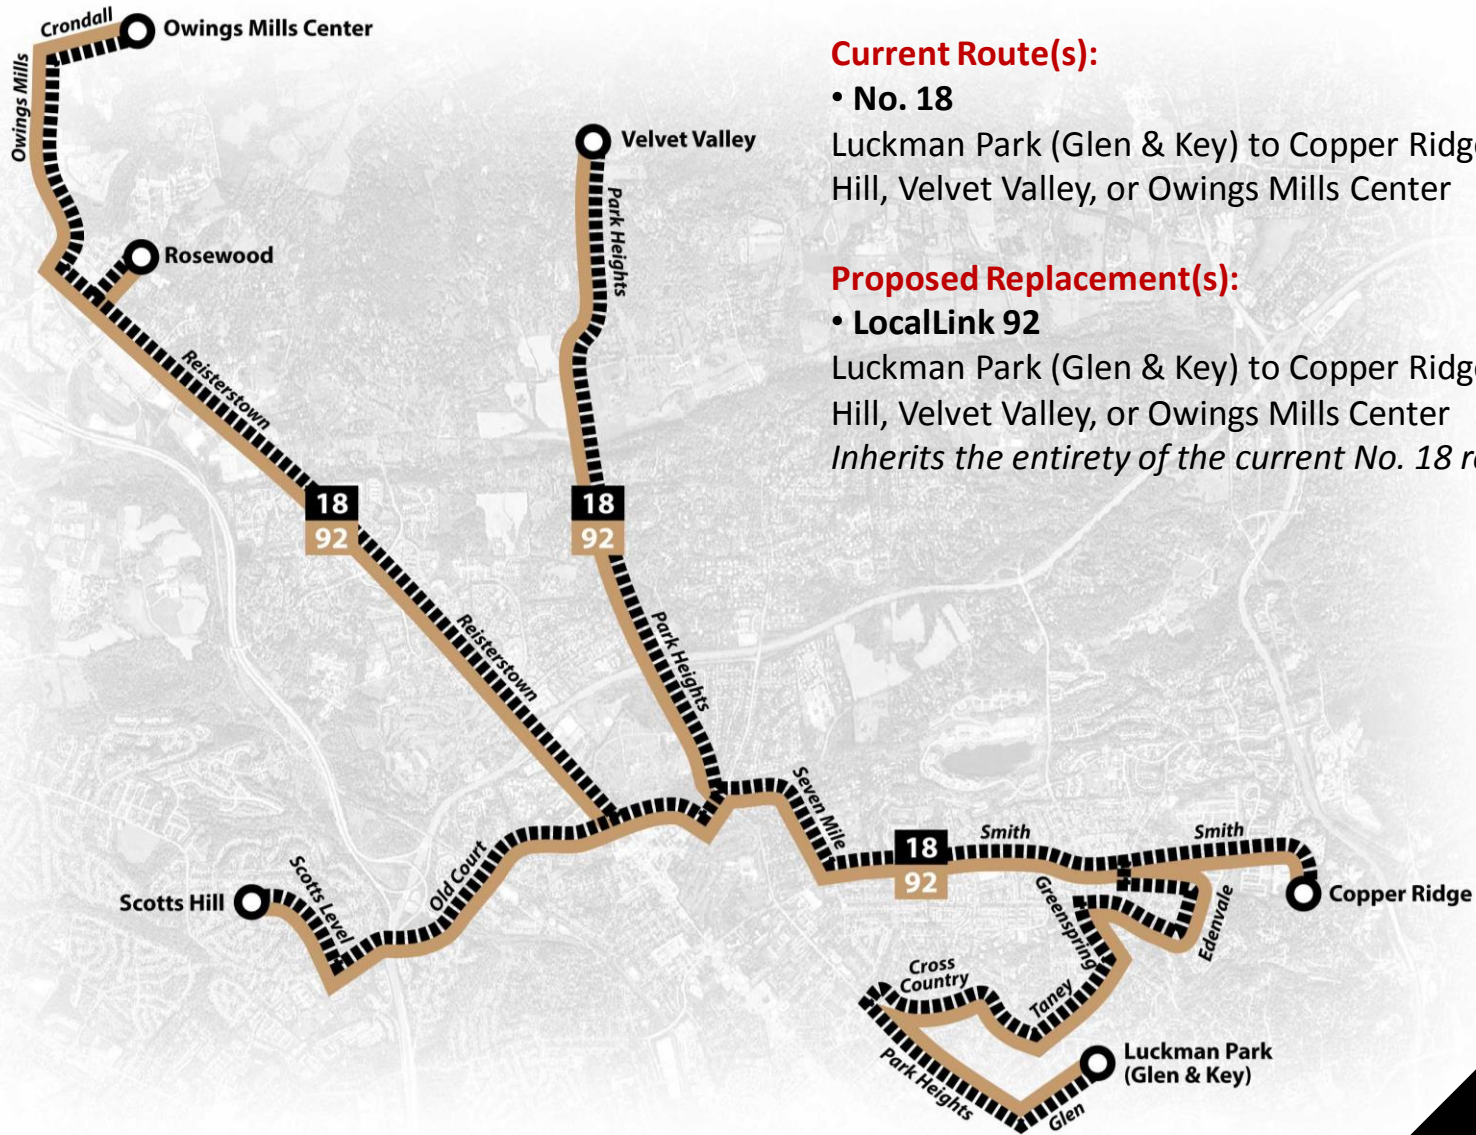 Crondall
Owings Mills Center
Owings Mills
Current Route(s):
• No. 18
Luckman Park (Glen & Key) to Copper Ridge
Hill, Velvet Valley, or Owings Mills Center
Velvet Valley
Park Heights
Rosewood
Proposed Replacement(s):
• LocalLink 92
Luckman Park (Glen & Key) to Copper Ridge
Hill, Velvet Valley, or Owings Mills Center
Inherits the entirety of the current No. 18
Reisterstown
18
92
18
92
Reisterstown
Park Heights
Seven Mile
18
92
Smith
Smith
Scotts Hill
Scotts Level
Old Court
Greenspring
Edenvale
Copper Ridge
Cross
Country
Taney
Park Heights
Glen
Luckman Park
(Glen & Key)